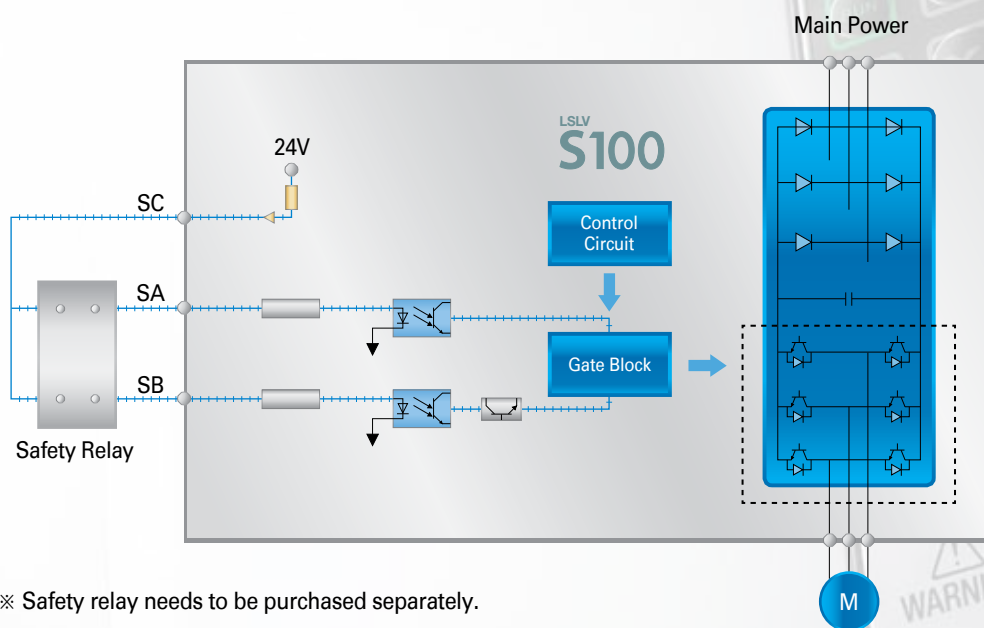 Main Power
LSLV
S100
24V
SC
Control
Circuit
SA
Gate Block
SB
Safety Relay
M
※ Safety relay needs to be purchased separately.